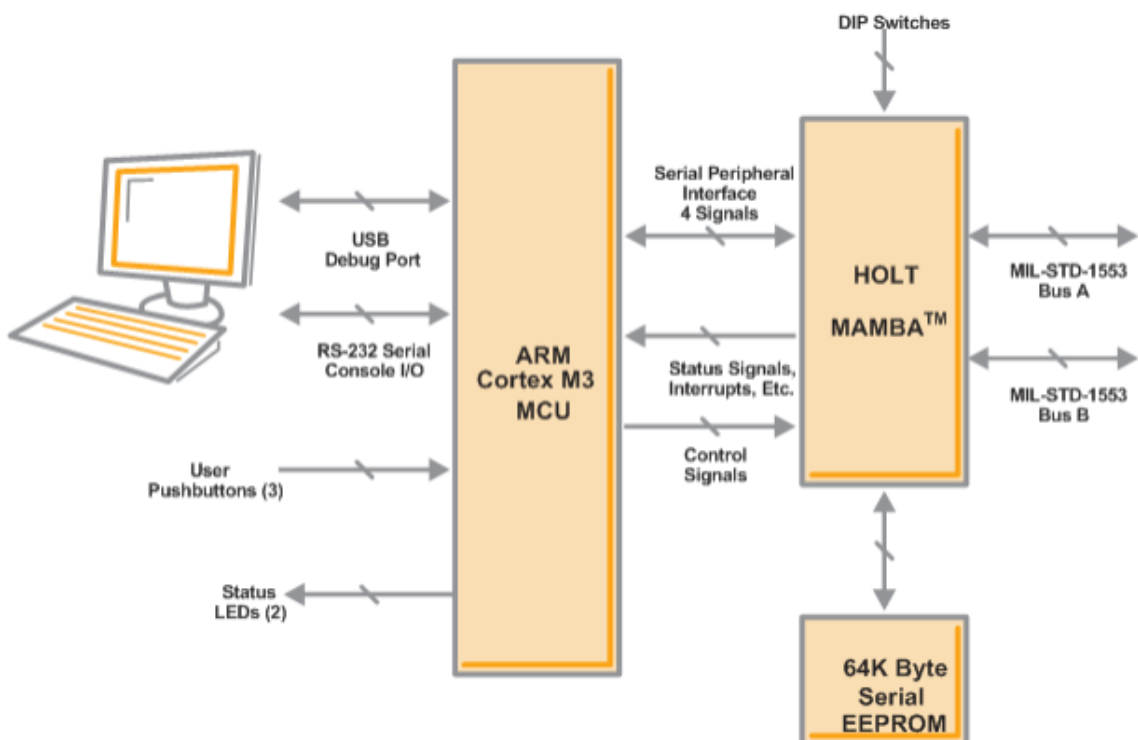 DIP Switches
Serial Peripheral
Interface
4 Signals
USB
Debug Port
HOLT
MAMBA™
MIL-STD-1553
Bus A
RS-232 Serial
Console I/O
ARM
Cortex M3
MCU
Status Signals,
Interrupts, Etc.
MIL-STD-1553
Bus B
User
Pushbuttons (3)
Control
Signals
Status
LEDs (2)
64K Byte
Serial
EEPROM